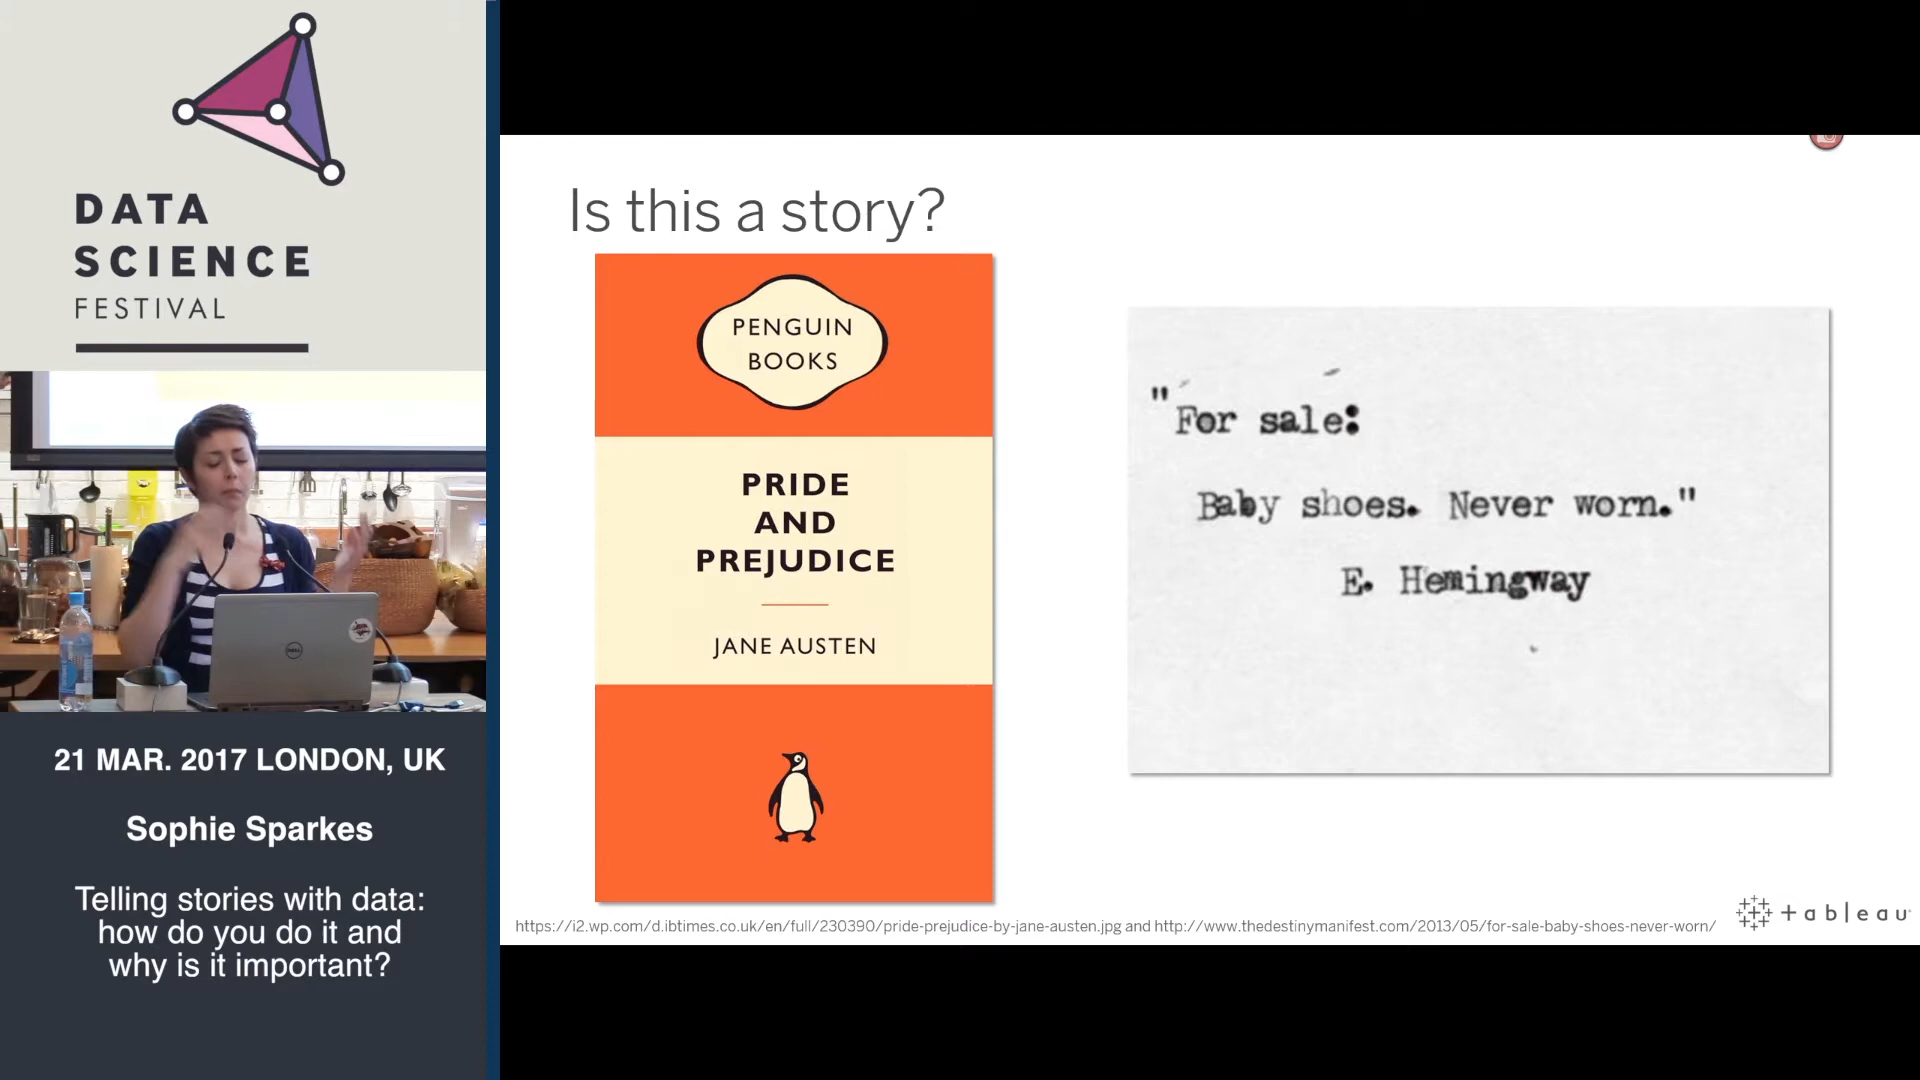 DATA
SCIENCE
FESTIVAL
21 MAR. 2017 LONDON, UK
Sophie Sparkes
Telling stories with data:
how do you do it and
why is it important?
Is this a story?
PENGUIN
BOOKS
PRIDE
AND
PREJUDICE
JANE AUSTEN
"For sale:
Baby shoes. Never worn."
E. Hemingway
https://i2.wp.com/d.ibtimes.co.uk/en/full/230390/pride-prejudice-by-jane-austen.jpg and http://www.thedestinymanifest.com/2013/05/for-sale-baby-shoes-never-worn/
+ableau
DELL